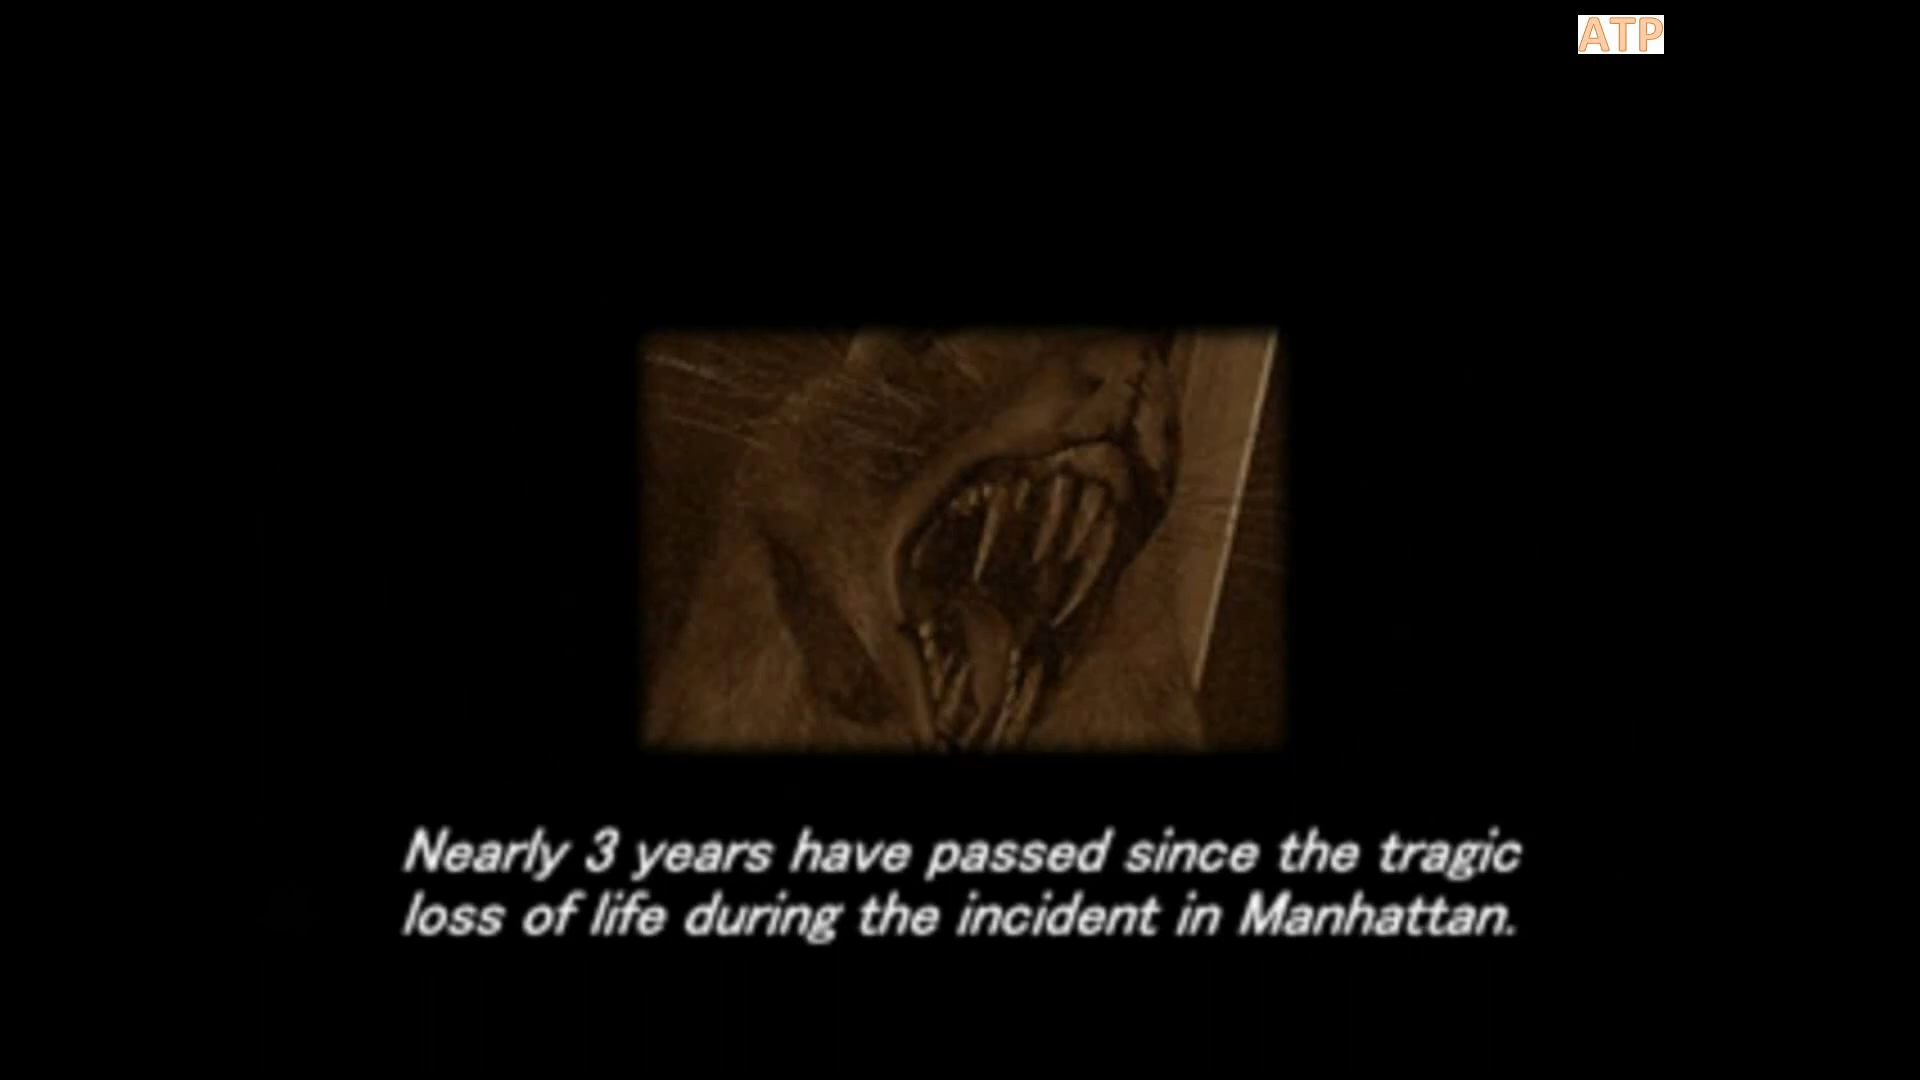 ATP
Nearly 3 years have passed since the tragic
loss of life during the incident in Manhattan.